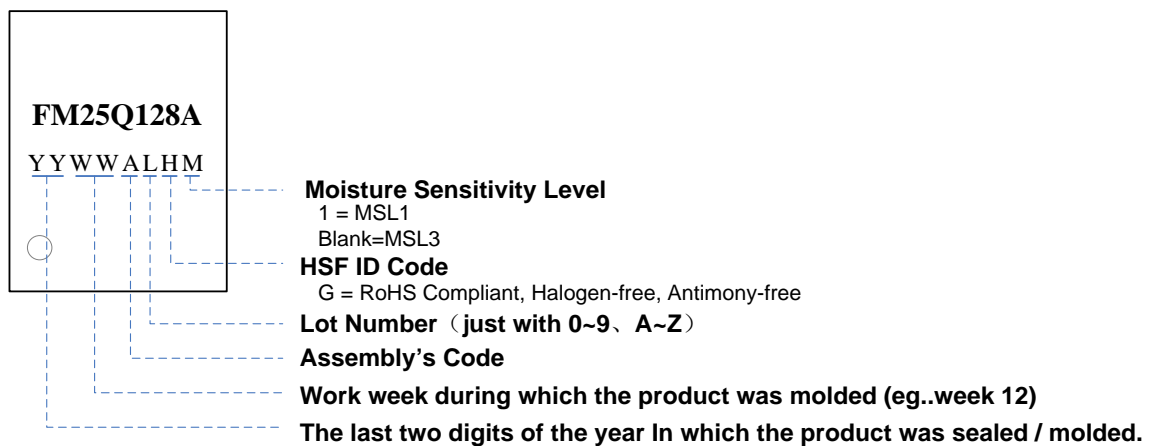 FM25Q128A
YYWWALHM
Moisture Sensitivity Level
1 = MSL1
Blank=MSL3
HSF ID Code
G = RoHS Compliant, Halogen-free, Antimony-free
Lot Number（just with 0~9、A~Z）
Assembly's Code
Work week during which the product was molded (eg..week 12)
The last two digits of the year In which the product was sealed / molded.